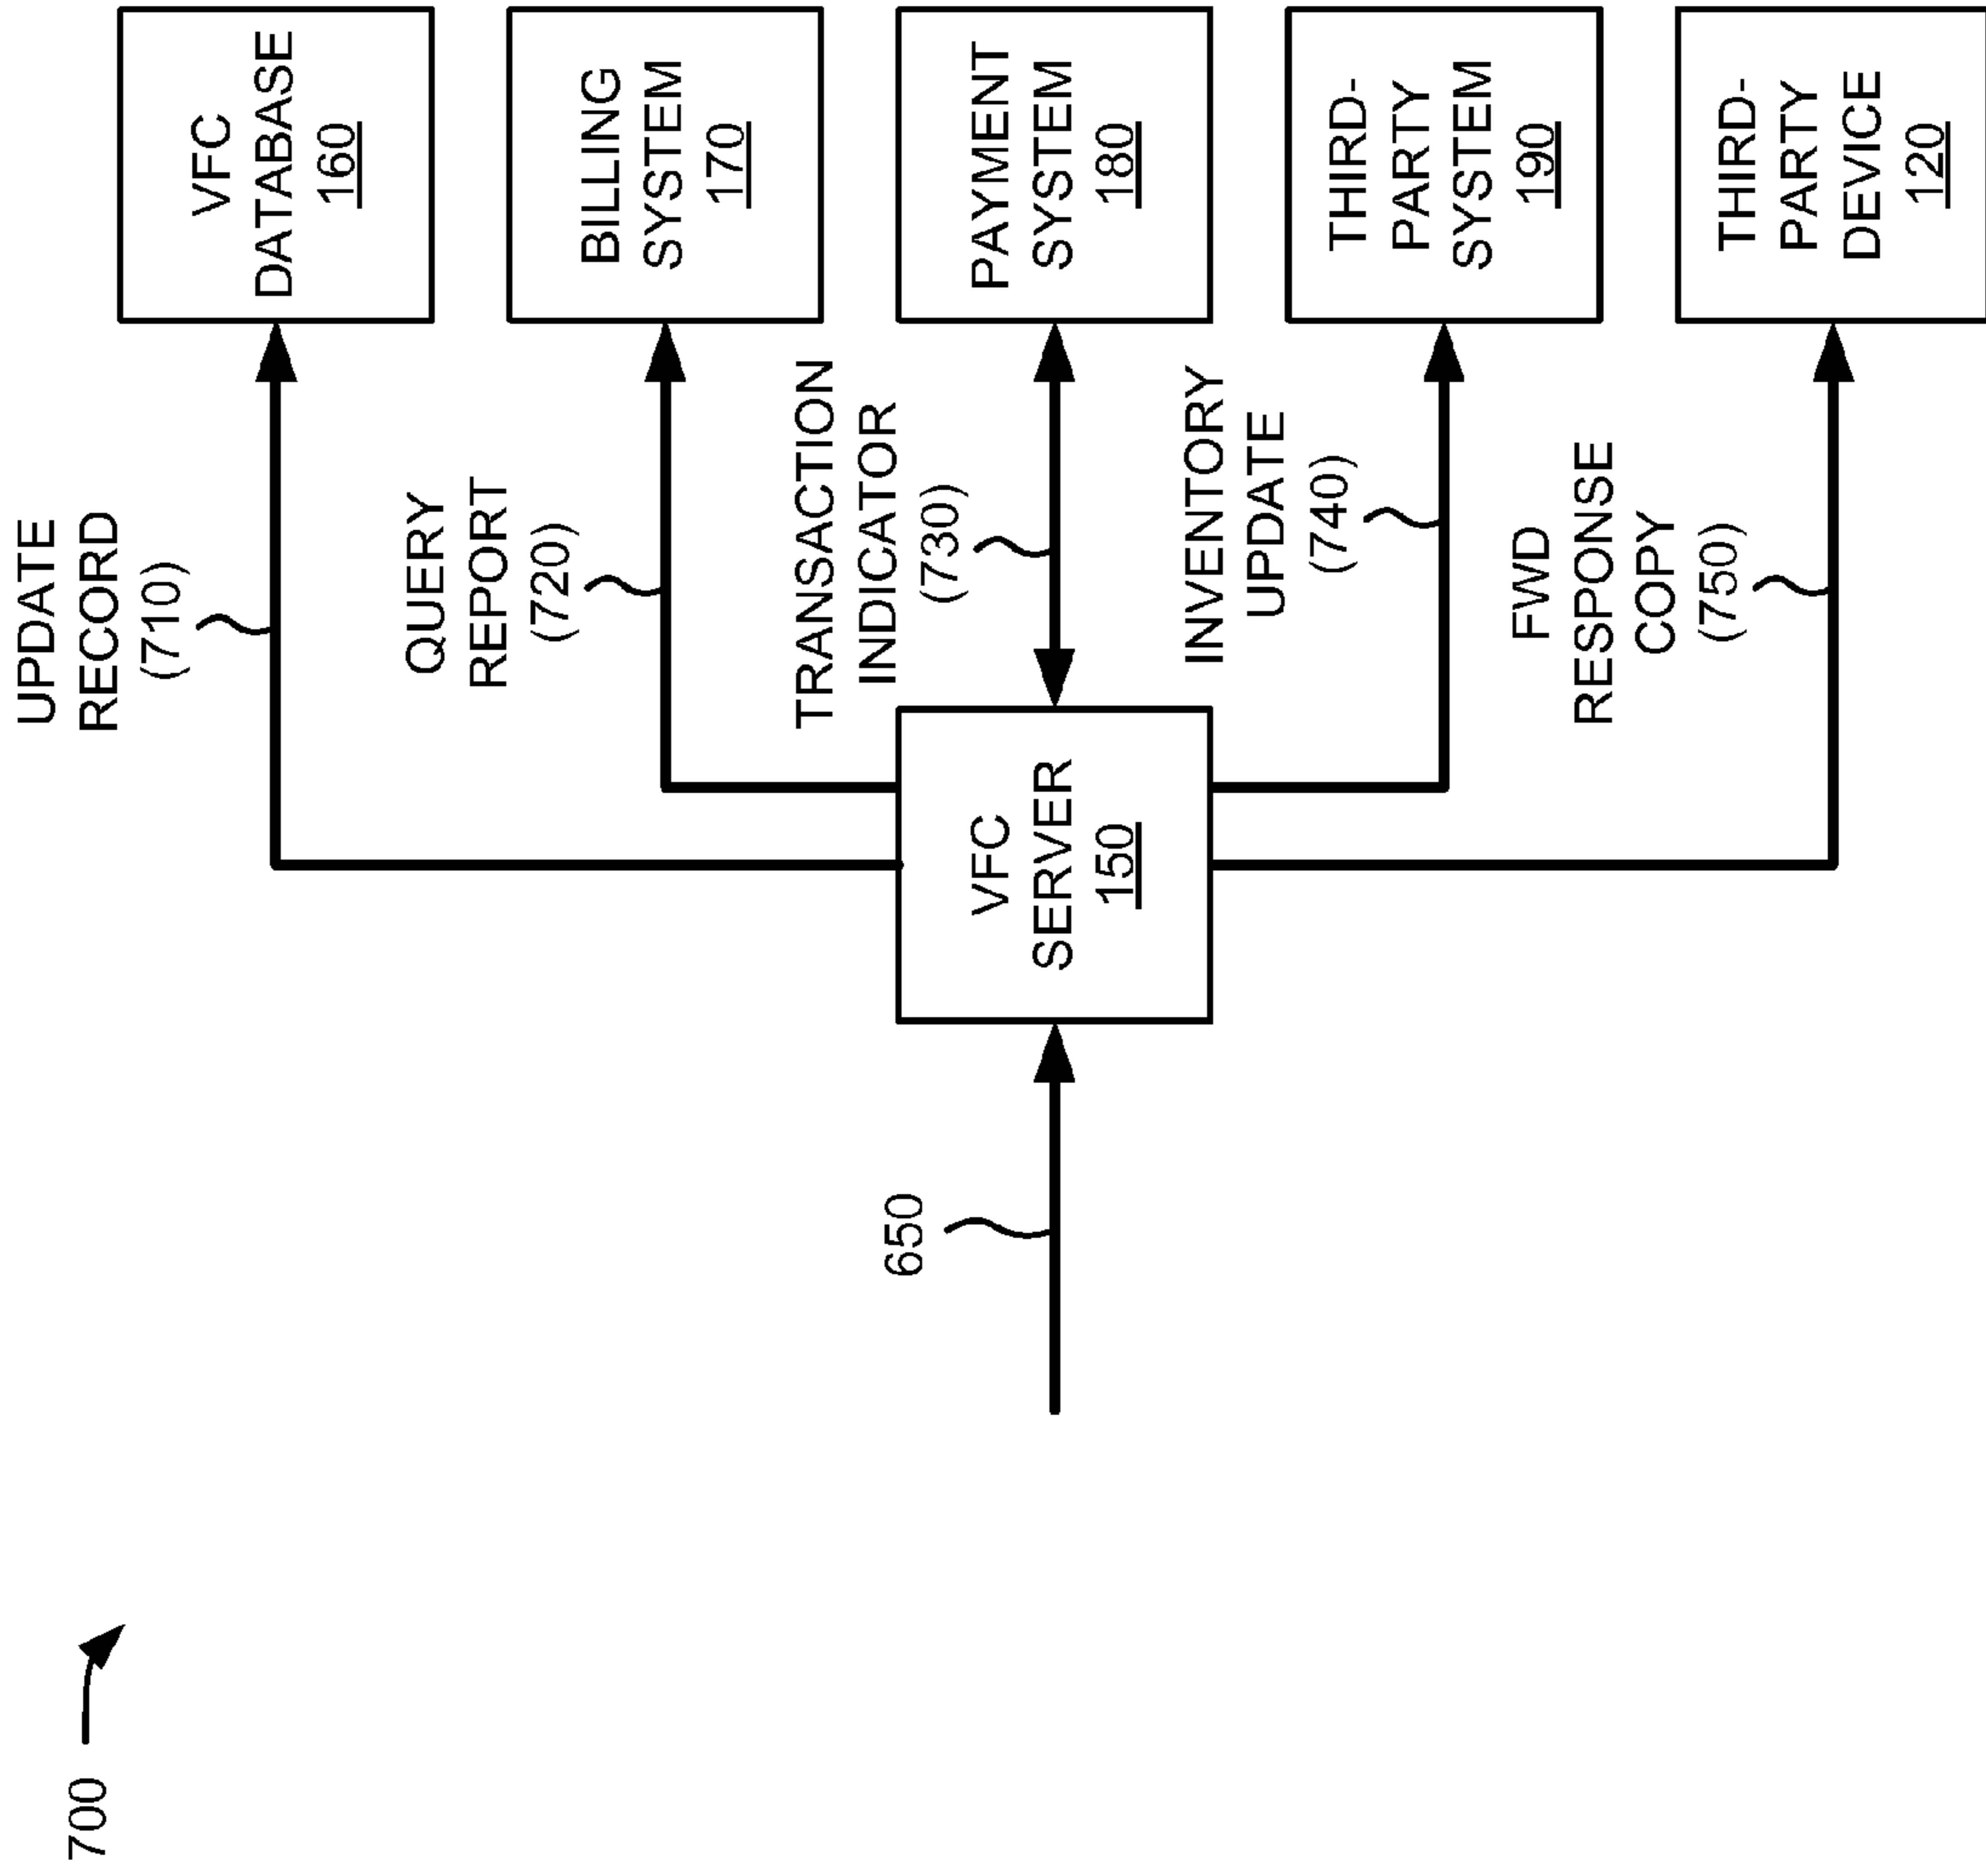 700
UPDATE
RECORD
(710)
VFC
DATABASE
160
QUERY
REPORT
(720)
BILLING
SYSTEM
170
TRANSACTION
INDICATOR
(730)
650
VFC
SERVER
150
PAYMENT
SYSTEM
180
INVENTORY
UPDATE
(740)
THIRD-
PARTY
SYSTEM
190
FWD
RESPONSE
COPY
(750)
THIRD-
PARTY
DEVICE
120